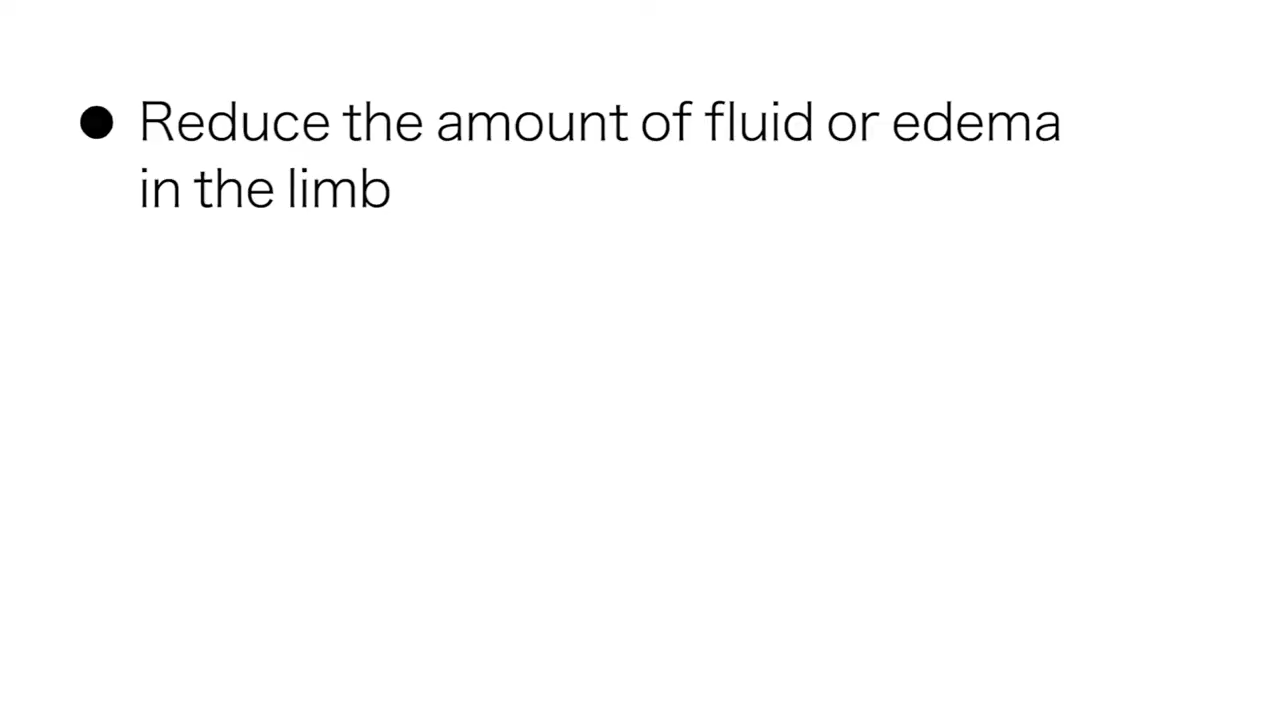 ● Reduce the amount of fluid or edema
in the limb